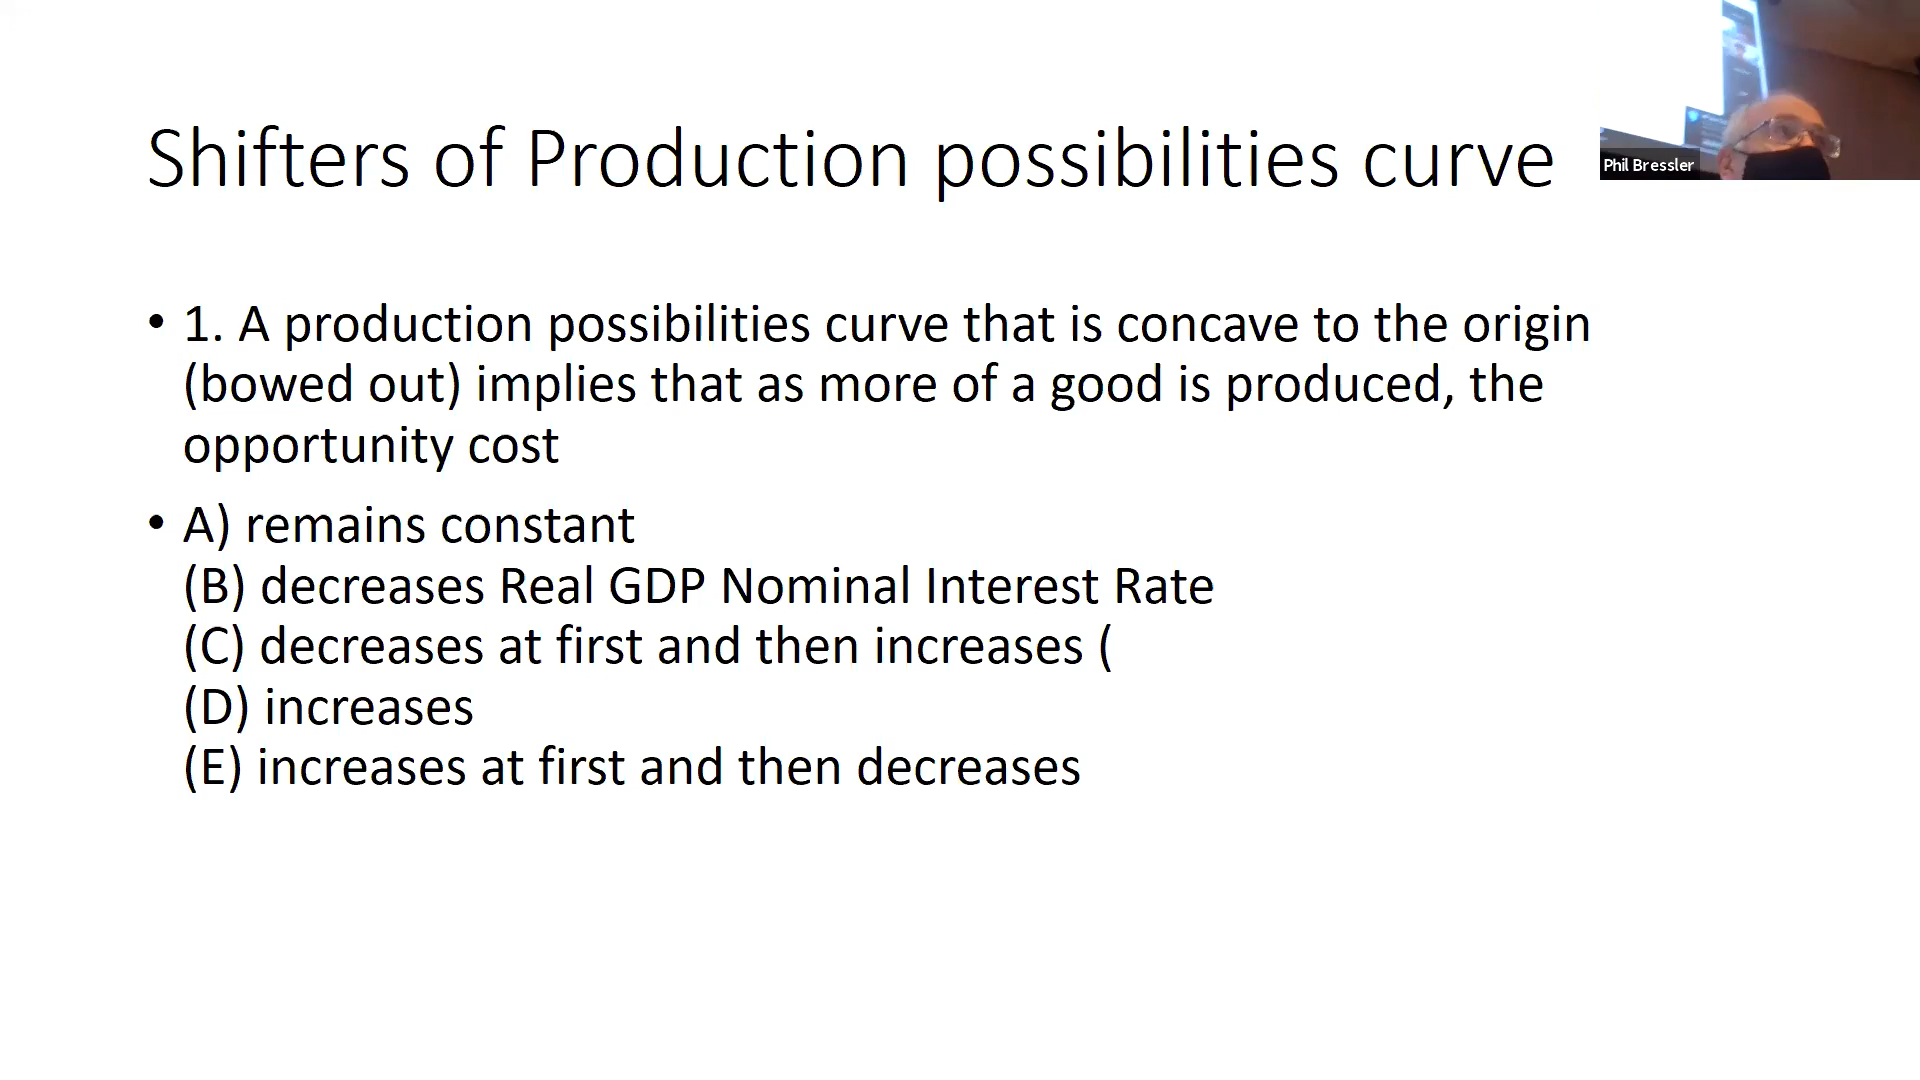 Shifters of Production possibilities curve
Phil Bressler
• 1. A production possibilities curve that is concave to the origin
(bowed out) implies that as more of a good is produced, the
opportunity cost
• A) remains constant
(B) decreases Real GDP Nominal Interest Rate
(C) decreases at first and then increases (
(D) increases
(E) increases at first and then decreases